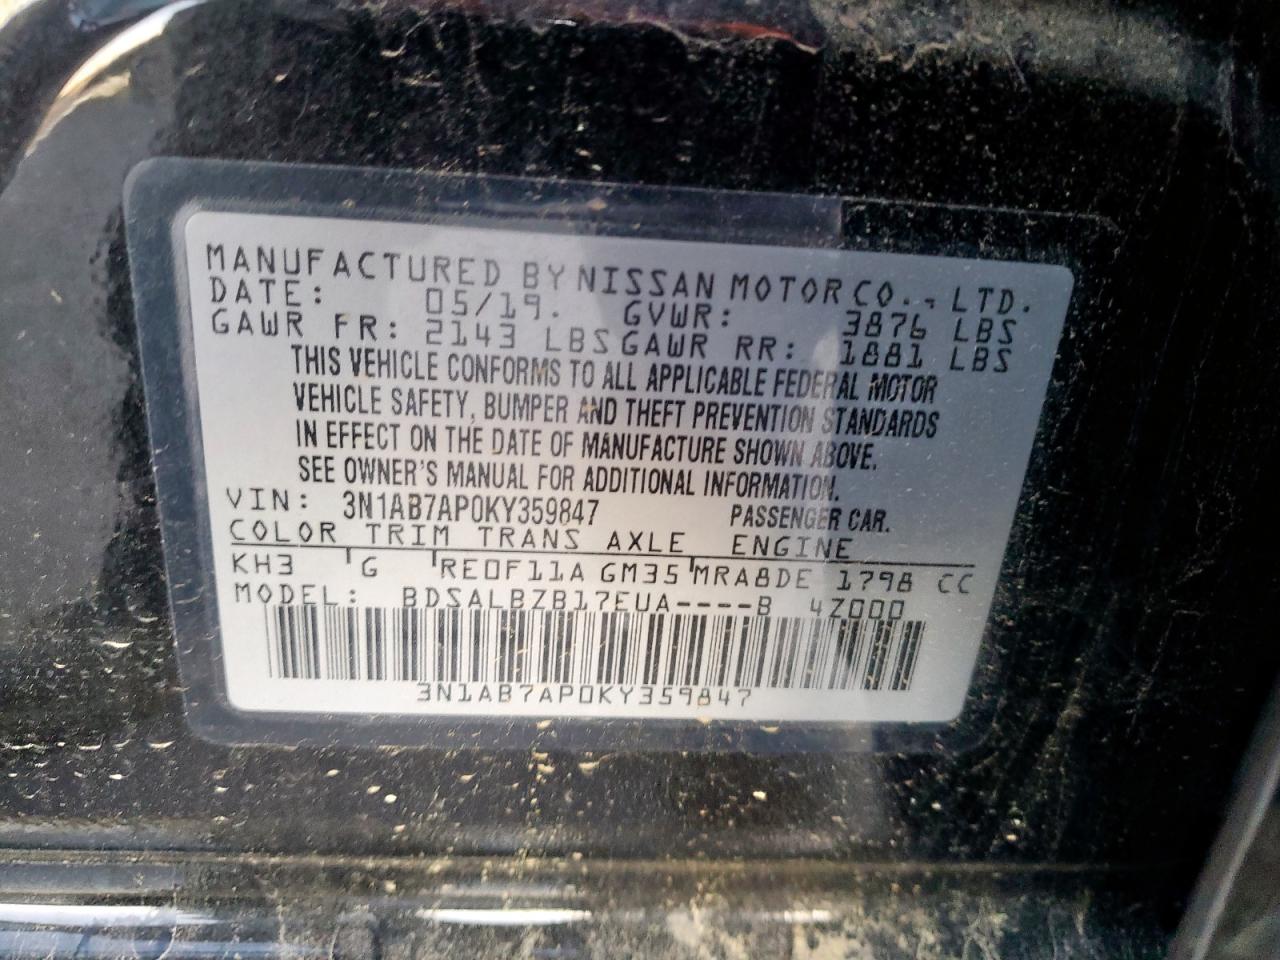 MANUFACTURED BY NISSAN MOTOR CO., LTD.
DATE: 05/19. GVWR: 3876 LBS
GAWR FR: 2143 LBS GAWR RR: 1881 LBS
THIS VEHICLE CONFORMS TO ALL APPLICABLE FEDERAL MOTOR
VEHICLE SAFETY, BUMPER AND THEFT PREVENTION STANDARDS
IN EFFECT ON THE DATE OF MANUFACTURE SHOWN ABOVE.
SEE OWNER'S MANUAL FOR ADDITIONAL INFORMATION.
VIN: 3N1AB7AP0KY359847 PASSENGER CAR.
COLOR TRIM TRANS AXLE ENGINE
KH3 G RE0F11A GM35 MRA8DE 1798 CC
MODEL: BDSALBZB17EUA----B 4Z000
3N1AB7AP0KY359847